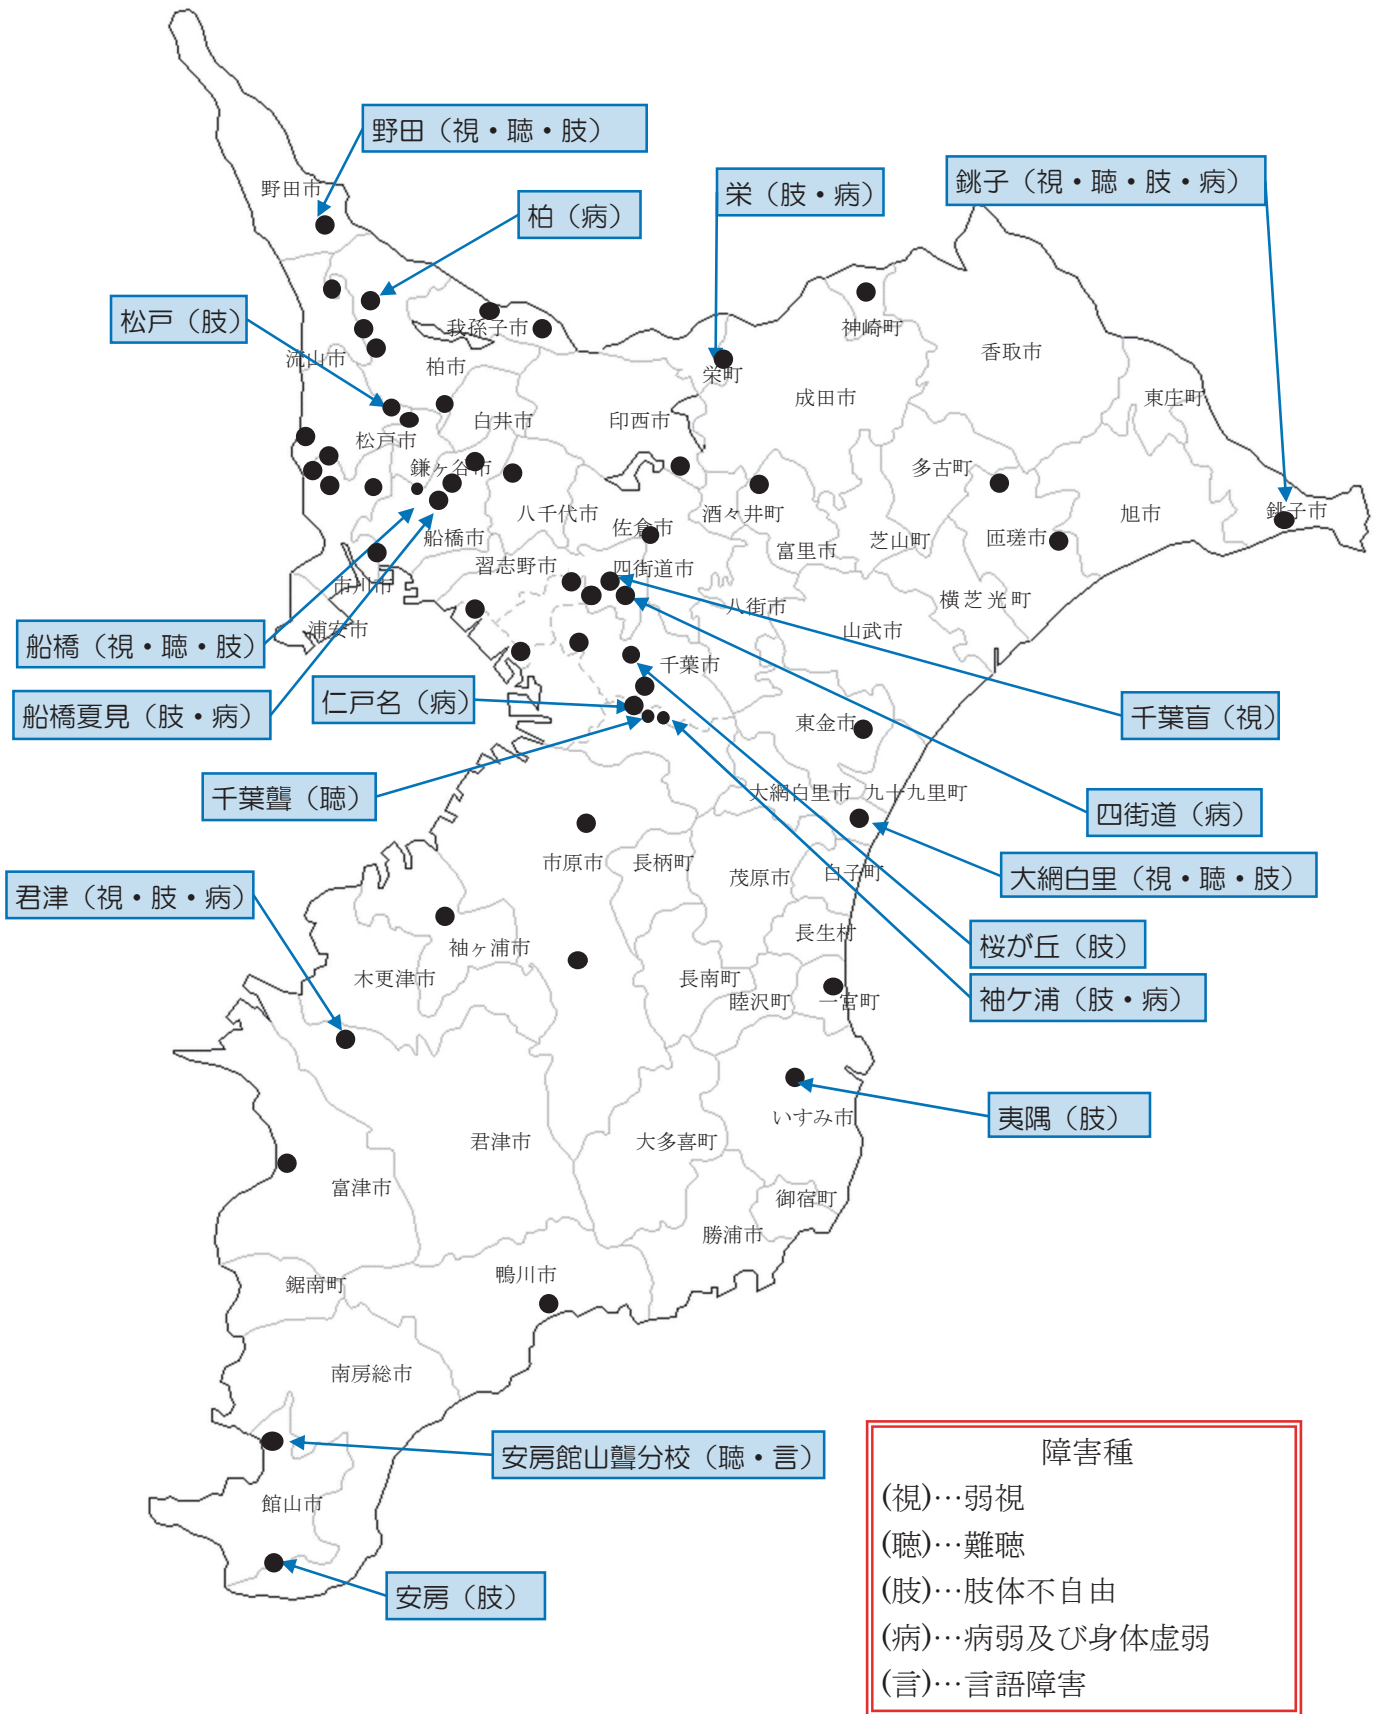 野田（視・聴・肢）
野田市
柏（病）
栄（肢・病）
銚子（視・聴・肢・病）
松戸（肢）
流山市
柏市
我孫子市
栄町
神崎町
成田市
香取市
東庄町
松戸市
白井市
印西市
鎌ヶ谷市
多古町
船橋市
八千代市
佐倉市
酒々井町
富里市
芝山町
匝瑳市
旭市
銚子市
市川市
習志野市
四街道市
八街市
横芝光町
浦安市
山武市
船橋（視・聴・肢）
千葉市
船橋夏見（肢・病）
仁戸名（病）
東金市
千葉盲（視）
千葉聾（聴）
大網白里市
九十九里町
四街道（病）
市原市
長柄町
茂原市
白子町
大網白里（視・聴・肢）
君津（視・肢・病）
袖ヶ浦市
長生村
桜が丘（肢）
木更津市
長南町
睦沢町
一宮町
袖ケ浦（肢・病）
いすみ市
夷隅（肢）
君津市
大多喜町
富津市
御宿町
勝浦市
鋸南町
鴨川市
南房総市
安房館山聾分校（聴・言）
館山市
安房（肢）
障害種
(視)…弱視
(聴)…難聴
(肢)…肢体不自由
(病)…病弱及び身体虚弱
(言)…言語障害